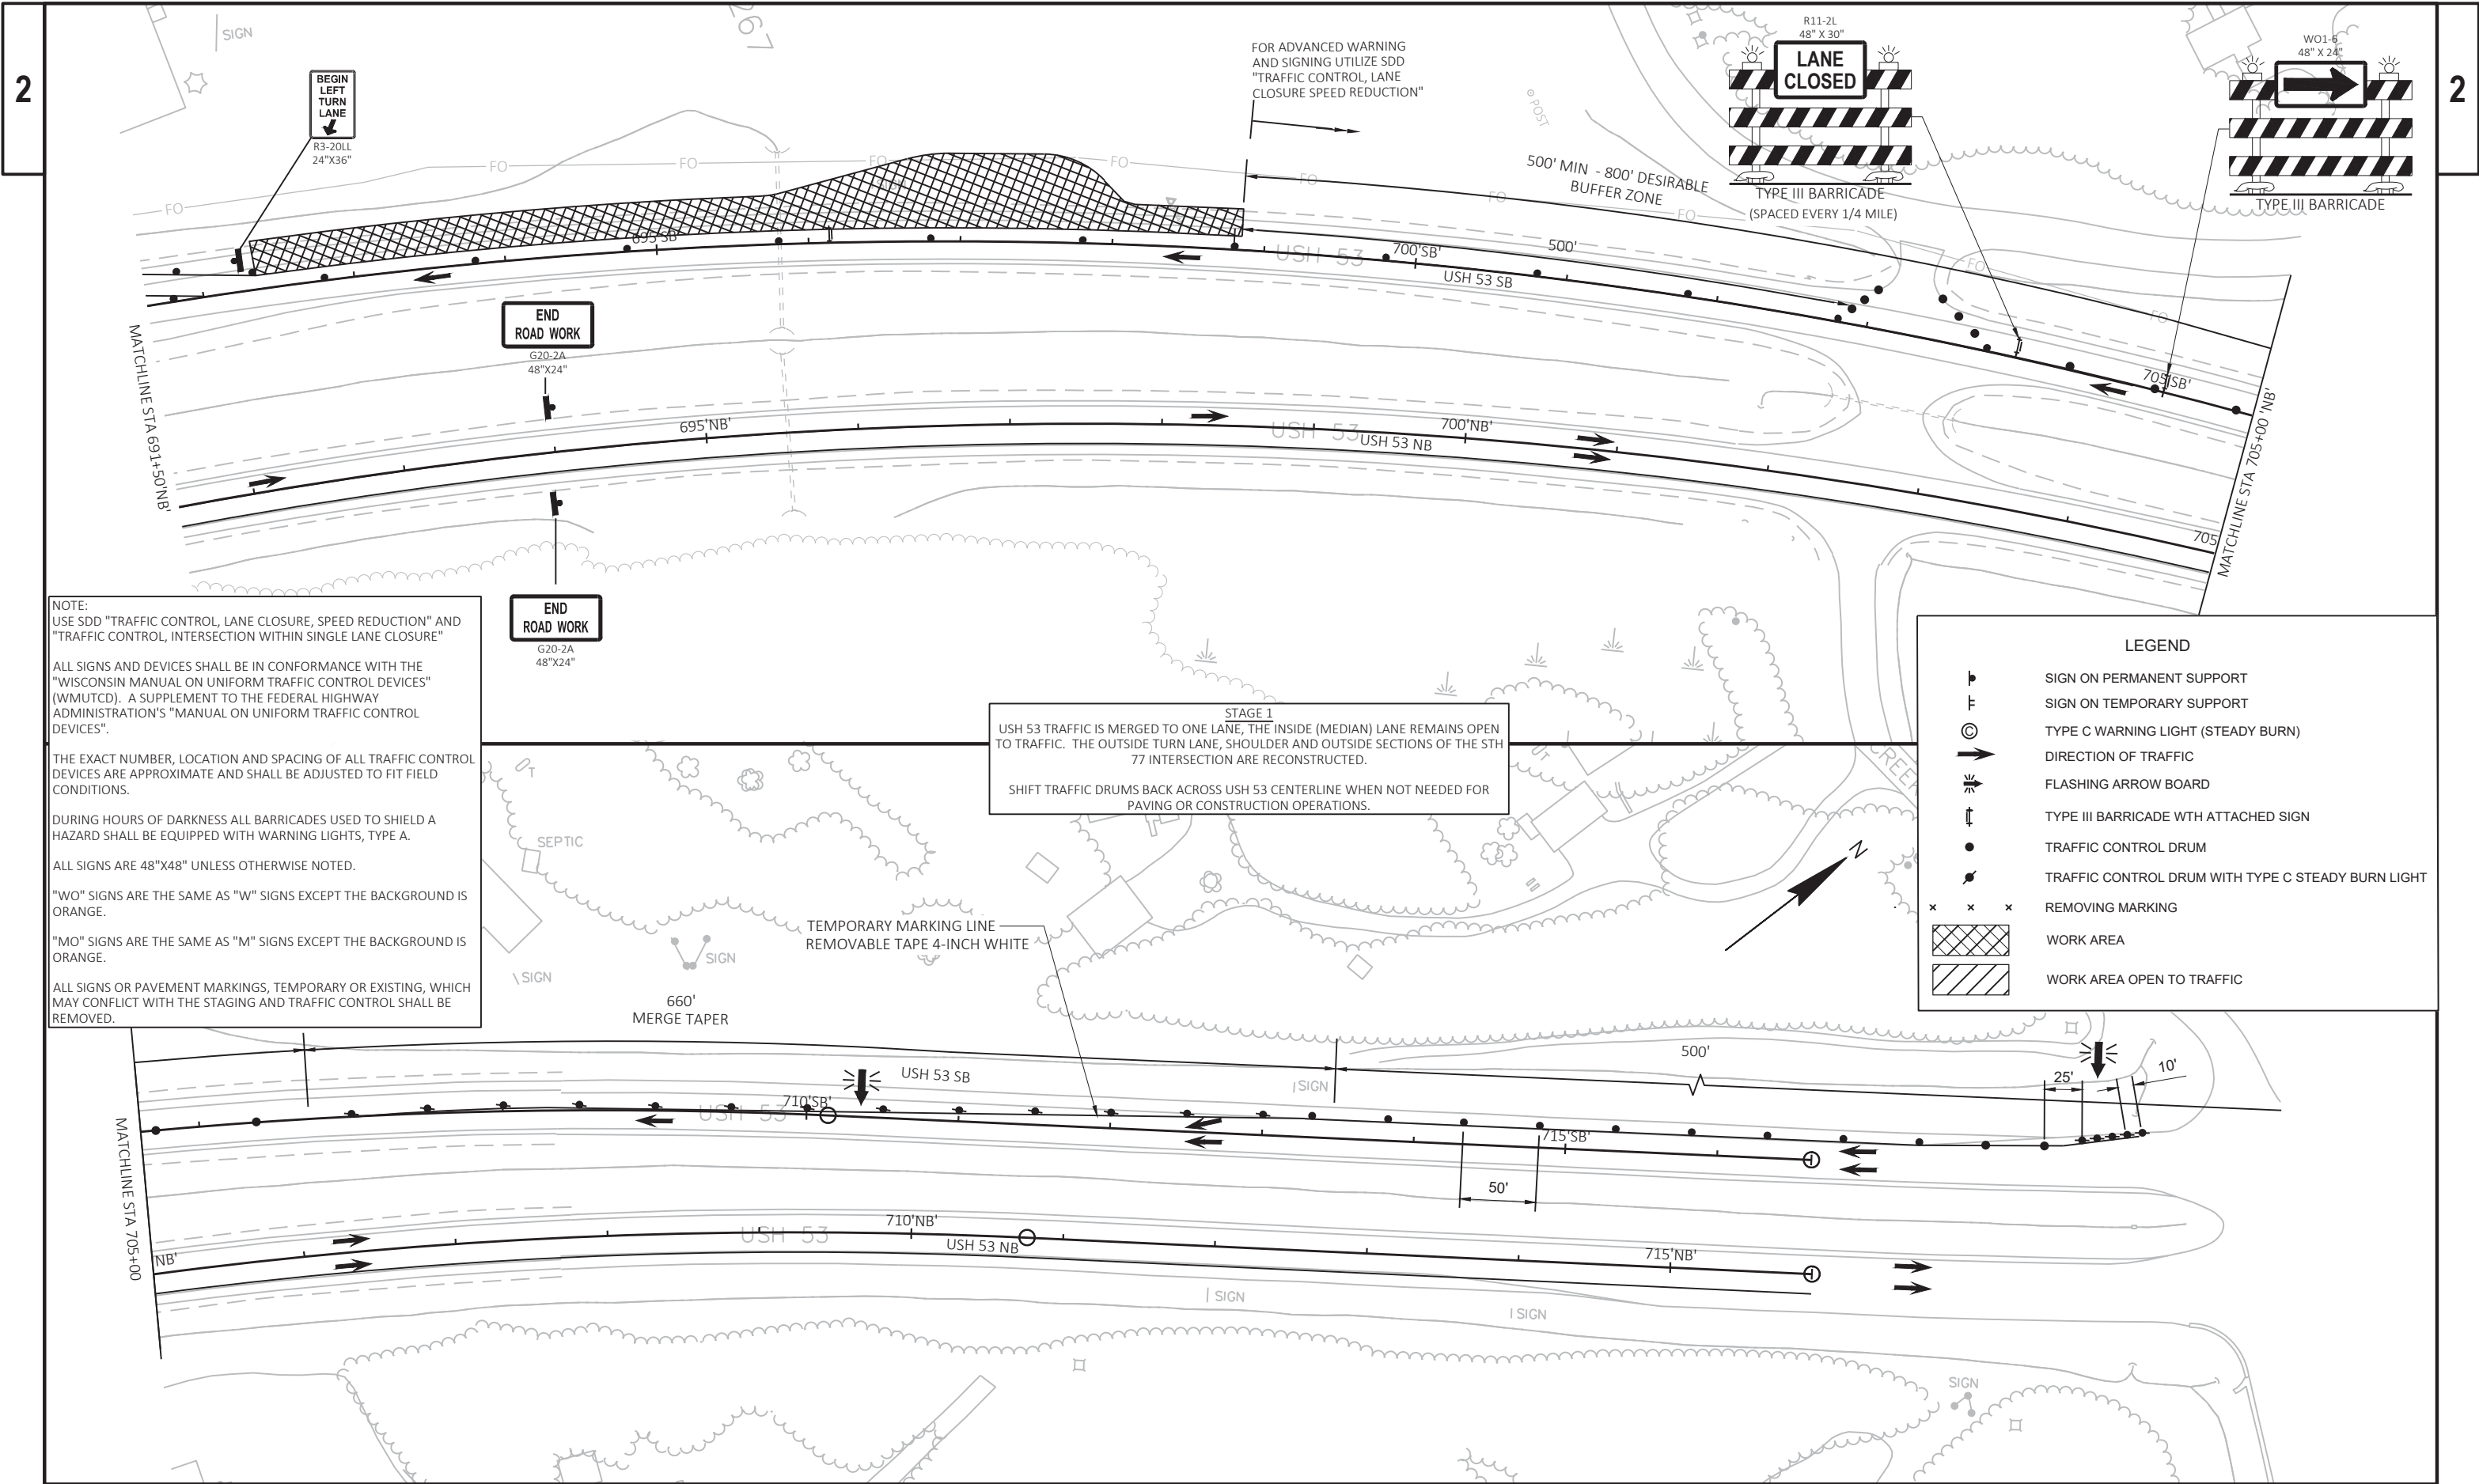 2
2
SIGN
BEGIN
LEFT
TURN
LANE
R3-20LL
24"X36"
FOR ADVANCED WARNING
AND SIGNING UTILIZE SDD
"TRAFFIC CONTROL, LANE
CLOSURE SPEED REDUCTION"
R11-2L
48" X 30"
LANE
CLOSED
TYPE III BARRICADE
(SPACED EVERY 1/4 MILE)
WO1-6
48" X 24"
TYPE III BARRICADE
POST
500' MIN - 800' DESIRABLE
BUFFER ZONE
FO
FO
FO
FO
FO
FO
FO
FO
FO
FO
SIGN
695'SB'
USH 53
700'SB'
500'
USH 53 SB
705'SB'
END
ROAD WORK
G20-2A
48"X24"
MATCHLINE STA 691+50'NB'
695'NB'
USH 53
700'NB'
USH 53 NB
705
MATCHLINE STA 705+00 'NB'
END
ROAD WORK
G20-2A
48"X24"
NOTE:
USE SDD "TRAFFIC CONTROL, LANE CLOSURE, SPEED REDUCTION" AND
"TRAFFIC CONTROL, INTERSECTION WITHIN SINGLE LANE CLOSURE"
ALL SIGNS AND DEVICES SHALL BE IN CONFORMANCE WITH THE
"WISCONSIN MANUAL ON UNIFORM TRAFFIC CONTROL DEVICES"
(WMUTCD). A SUPPLEMENT TO THE FEDERAL HIGHWAY
ADMINISTRATION'S "MANUAL ON UNIFORM TRAFFIC CONTROL
DEVICES".
THE EXACT NUMBER, LOCATION AND SPACING OF ALL TRAFFIC CONTROL
DEVICES ARE APPROXIMATE AND SHALL BE ADJUSTED TO FIT FIELD
CONDITIONS.
DURING HOURS OF DARKNESS ALL BARRICADES USED TO SHIELD A
HAZARD SHALL BE EQUIPPED WITH WARNING LIGHTS, TYPE A.
ALL SIGNS ARE 48"X48" UNLESS OTHERWISE NOTED.
"WO" SIGNS ARE THE SAME AS "W" SIGNS EXCEPT THE BACKGROUND IS
ORANGE.
"MO" SIGNS ARE THE SAME AS "M" SIGNS EXCEPT THE BACKGROUND IS
ORANGE.
ALL SIGNS OR PAVEMENT MARKINGS, TEMPORARY OR EXISTING, WHICH
MAY CONFLICT WITH THE STAGING AND TRAFFIC CONTROL SHALL BE
REMOVED.
STAGE 1
USH 53 TRAFFIC IS MERGED TO ONE LANE, THE INSIDE (MEDIAN) LANE REMAINS OPEN
TO TRAFFIC. THE OUTSIDE TURN LANE, SHOULDER AND OUTSIDE SECTIONS OF THE STH
77 INTERSECTION ARE RECONSTRUCTED.
SHIFT TRAFFIC DRUMS BACK ACROSS USH 53 CENTERLINE WHEN NOT NEEDED FOR
PAVING OR CONSTRUCTION OPERATIONS.
LEGEND
SIGN ON PERMANENT SUPPORT
SIGN ON TEMPORARY SUPPORT
C
TYPE C WARNING LIGHT (STEADY BURN)
DIRECTION OF TRAFFIC
FLASHING ARROW BOARD
TYPE III BARRICADE WTH ATTACHED SIGN
TRAFFIC CONTROL DRUM
TRAFFIC CONTROL DRUM WITH TYPE C STEADY BURN LIGHT
REMOVING MARKING
WORK AREA
WORK AREA OPEN TO TRAFFIC
T
SEPTIC
SIGN
SIGN
T
N
TEMPORARY MARKING LINE
REMOVABLE TAPE 4-INCH WHITE
660'
MERGE TAPER
500'
25'
10'
USH 53 SB
SIGN
710'SB'
USH 53
715'SB'
50'
MATCHLINE STA 705+00
NB'
710'NB'
USH 53
USH 53 NB
715'NB'
SIGN
SIGN
SIGN